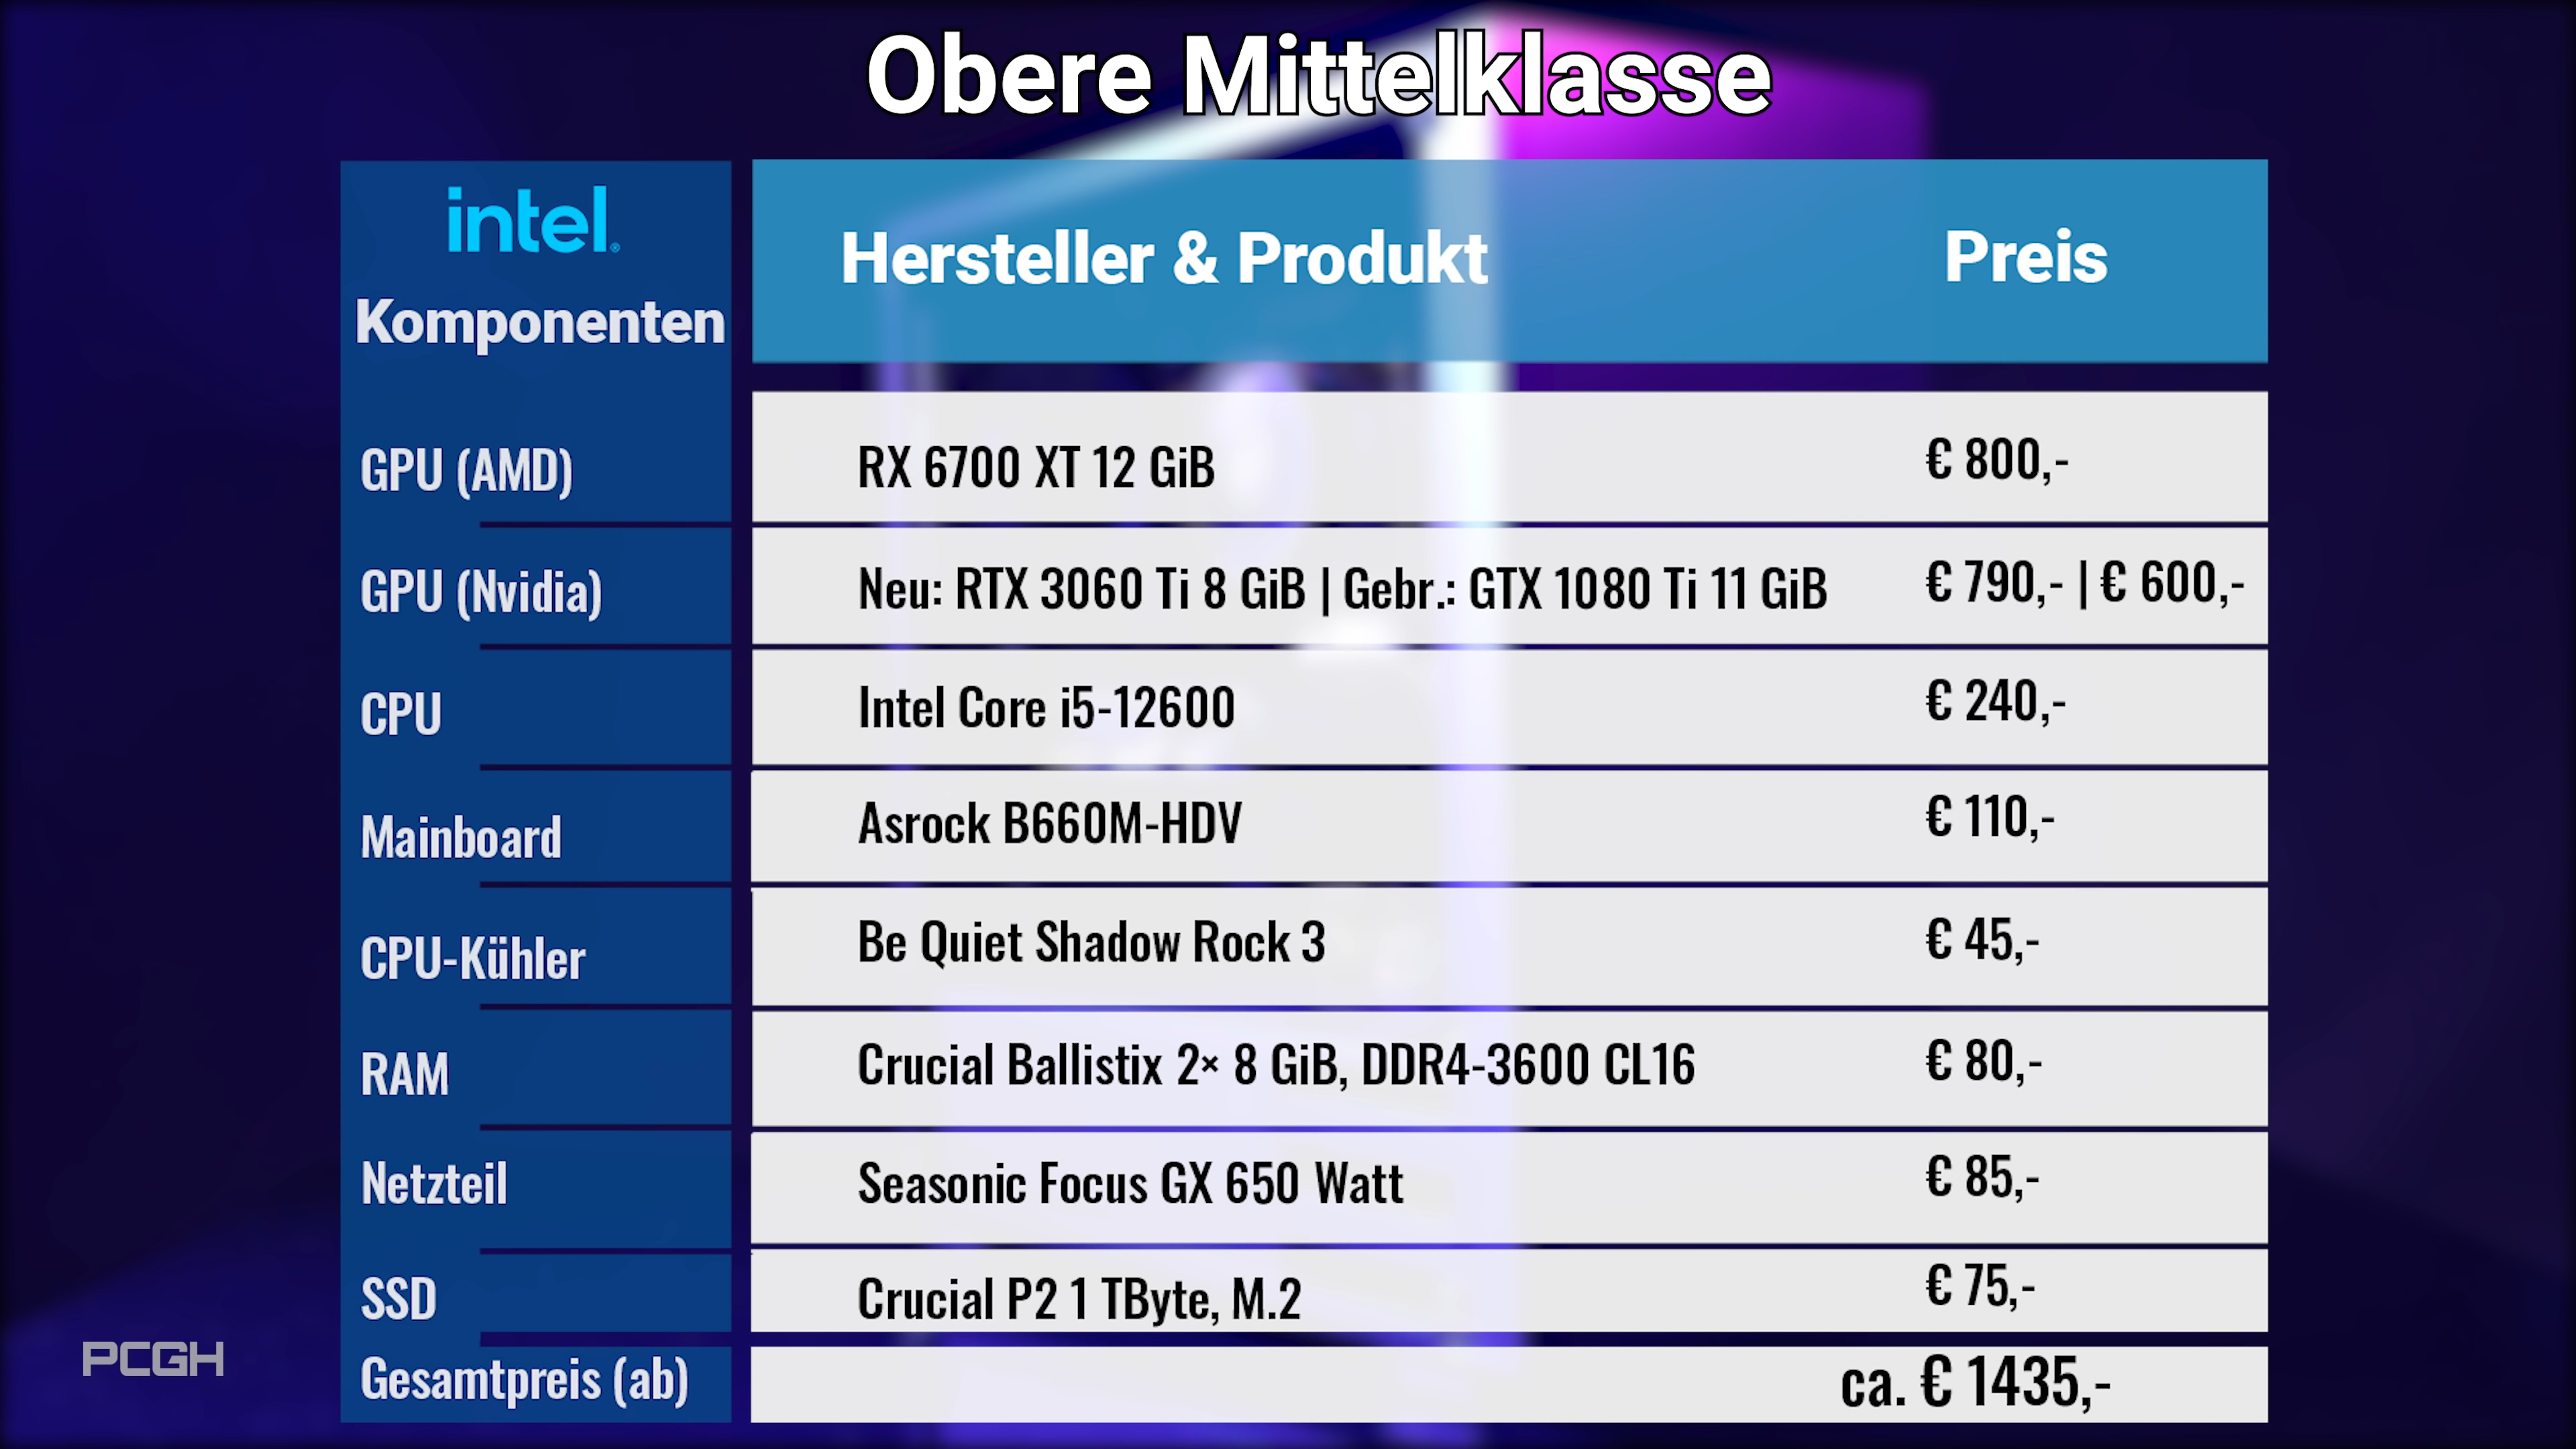 Obere Mittelklasse
intel.
Komponenten
Hersteller & Produkt
Preis
GPU (AMD)
RX 6700 XT 12 GiB
€ 800,-
GPU (Nvidia)
Neu: RTX 3060 Ti 8 GiB | Gebr.: GTX 1080 Ti 11 GiB
€ 790,- | € 600,-
CPU
Intel Core i5-12600
€ 240,-
Mainboard
Asrock B660M-HDV
€ 110,-
CPU-Kühler
Be Quiet Shadow Rock 3
€ 45,-
RAM
Crucial Ballistix 2× 8 GiB, DDR4-3600 CL16
€ 80,-
Netzteil
Seasonic Focus GX 650 Watt
€ 85,-
SSD
Crucial P2 1 TByte, M.2
€ 75,-
Gesamtpreis (ab)
ca. € 1435,-
PCGH